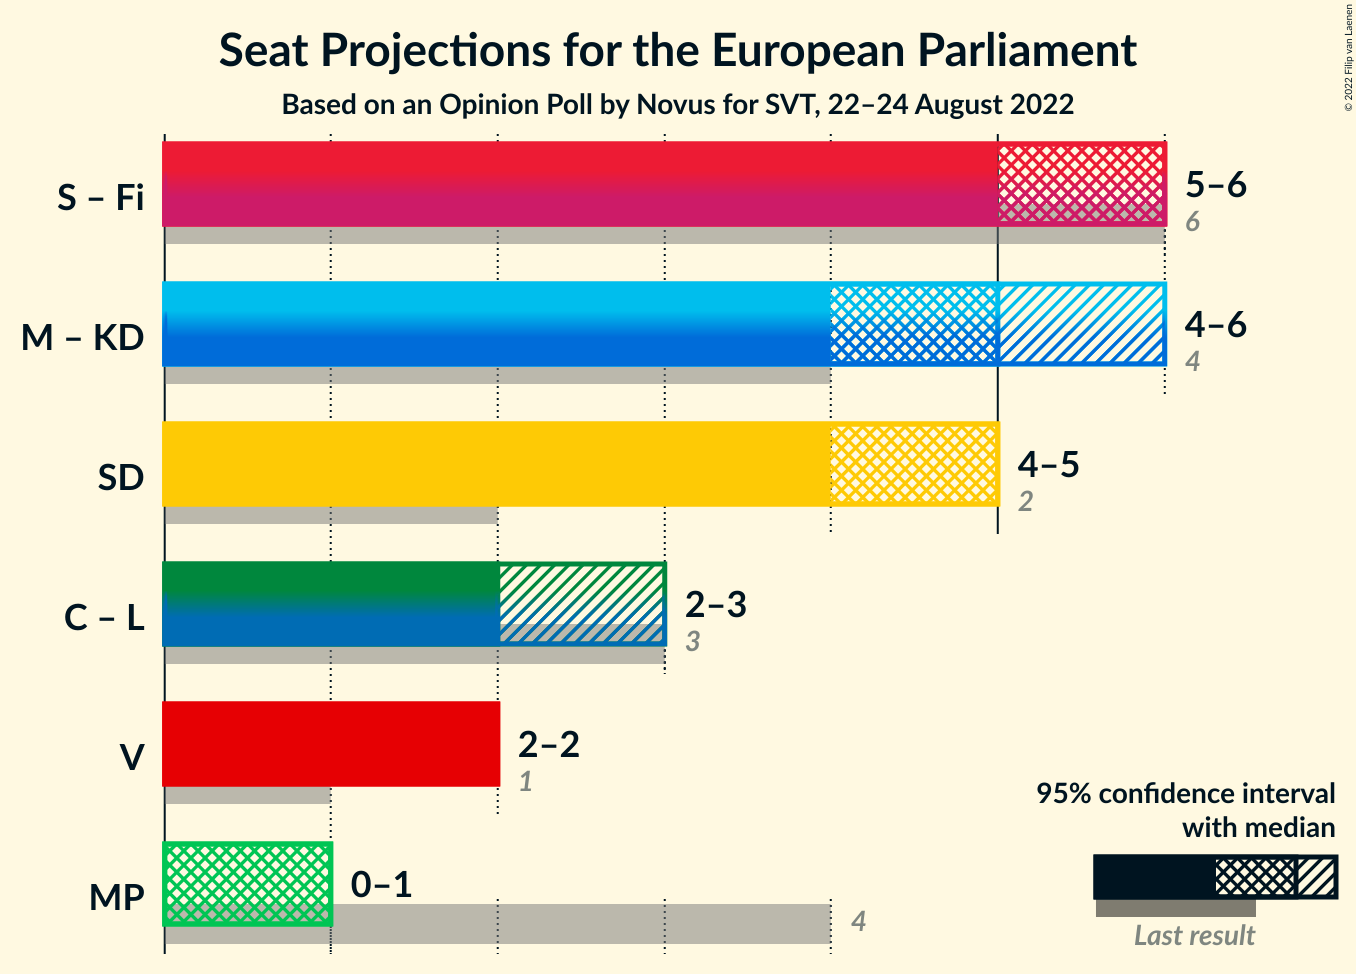 Seat Projections for the European Parliament
Based on an Opinion Poll by Novus for SVT, 22–24 August 2022
© 2022 Filip van Laenen
S – Fi
5–6
6
M – KD
4–6
4
SD
4–5
2
C – L
2–3
3
V
2–2
1
MP
0–1
4
95% confidence interval
with median
Last result